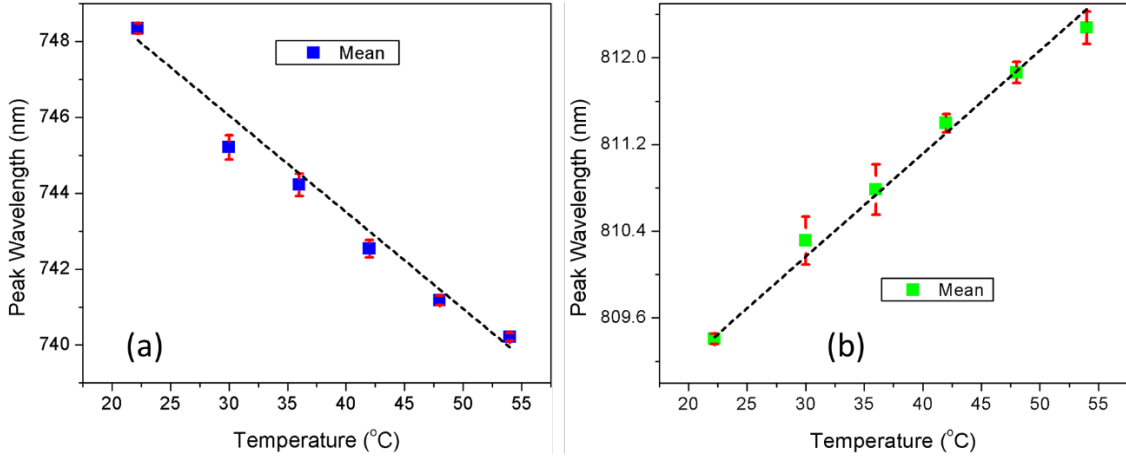 748
746
744
742
740
Peak Wavelength (nm)
Mean
(a)
20 25 30 35 40 45 50 55
Temperature (°C)
812.0
811.2
810.4
809.6
Peak Wavelength (nm)
Mean
(b)
20 25 30 35 40 45 50 55
Temperature (°C)